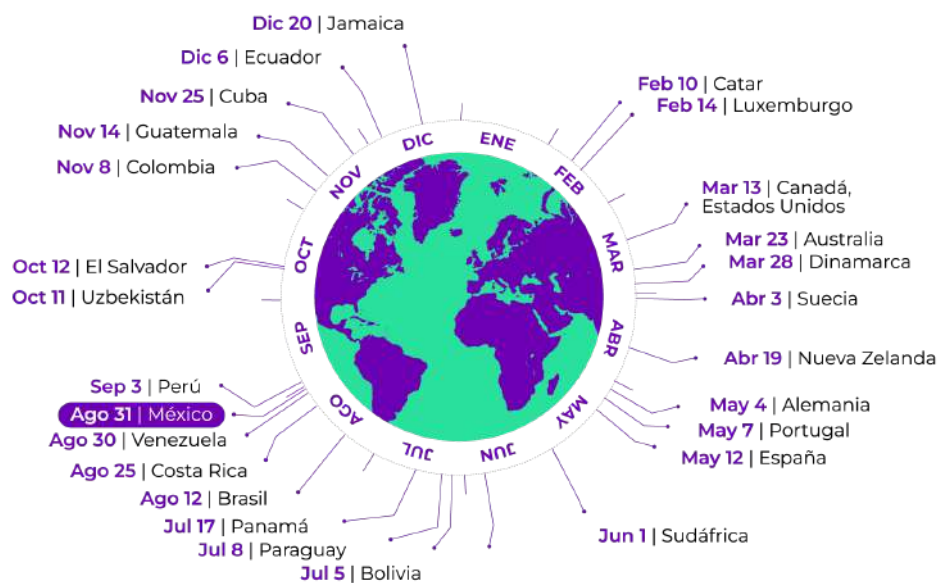 Dic 20 | Jamaica
Dic 6 | Ecuador
Nov 25 | Cuba
Nov 14 | Guatemala
Nov 8 | Colombia
Oct 12 | El Salvador
Oct 11 | Uzbekistán
Sep 3 | Perú
Ago 31 | México
Ago 30 | Venezuela
Ago 25 | Costa Rica
Ago 12 | Brasil
Jul 17 | Panamá
Jul 8 | Paraguay
Jul 5 | Bolivia
Feb 10 | Catar
Feb 14 | Luxemburgo
Mar 13 | Canadá,
Estados Unidos
Mar 23 | Australia
Mar 28 | Dinamarca
Abr 3 | Suecia
Abr 19 | Nueva Zelanda
May 4 | Alemania
May 7 | Portugal
May 12 | España
Jun 1 | Sudáfrica
ENE
FEB
MAR
ABR
MAY
JUN
JUL
AGO
SEP
OCT
NOV
DIC